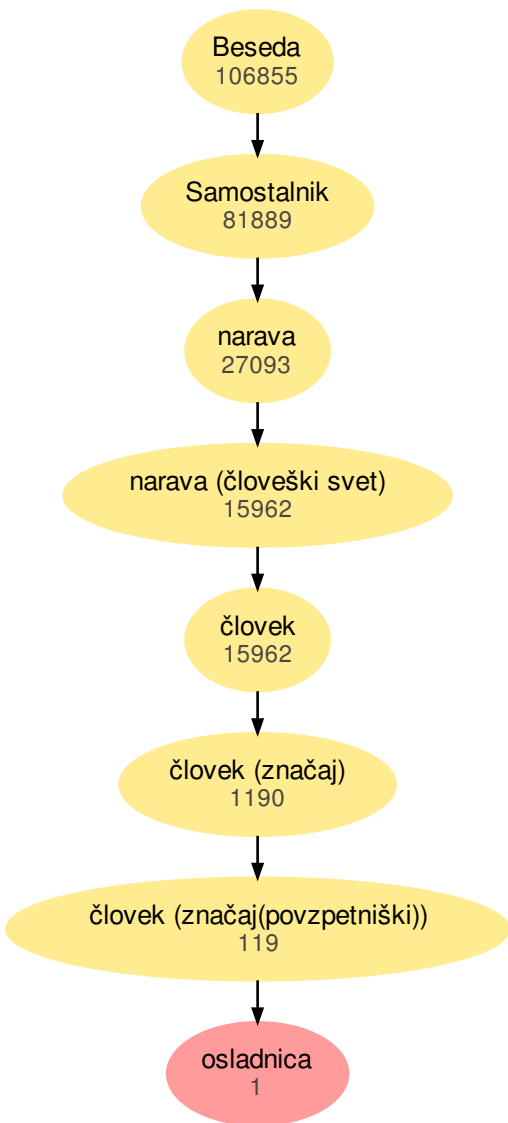 Beseda
106855
Samostalnik
81889
narava
27093
narava (človeški svet)
15962
človek
15962
človek (značaj)
1190
človek (značaj(povzpetniški))
119
osladnica
1